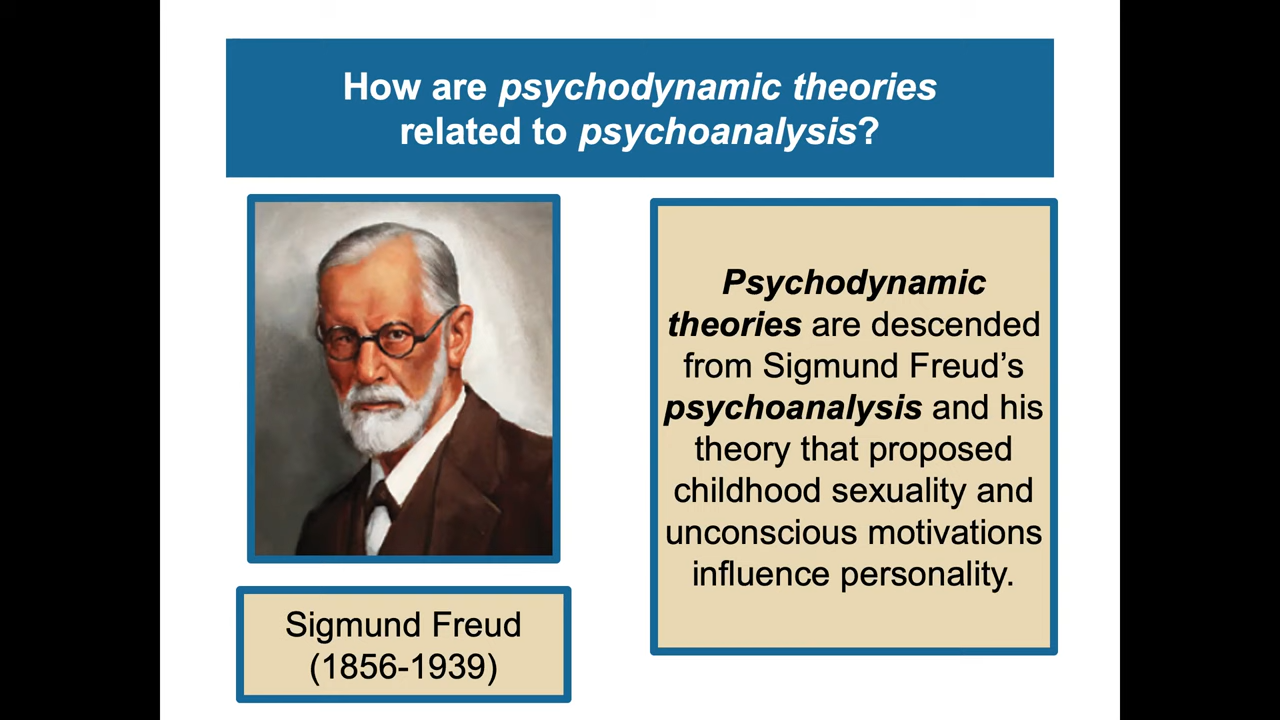 How are psychodynamic theories
related to psychoanalysis?
Psychodynamic
theories are descended
from Sigmund Freud’s
psychoanalysis and his
theory that proposed
childhood sexuality and
unconscious motivations
influence personality.
Sigmund Freud
(1856-1939)